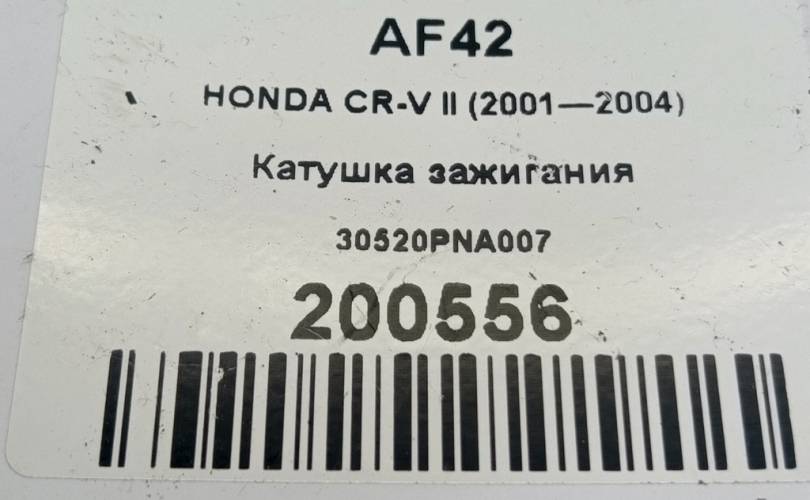 AF42
HONDA CR-V II (2001—2004)
Катушка зажигания
30520PNA007
200556